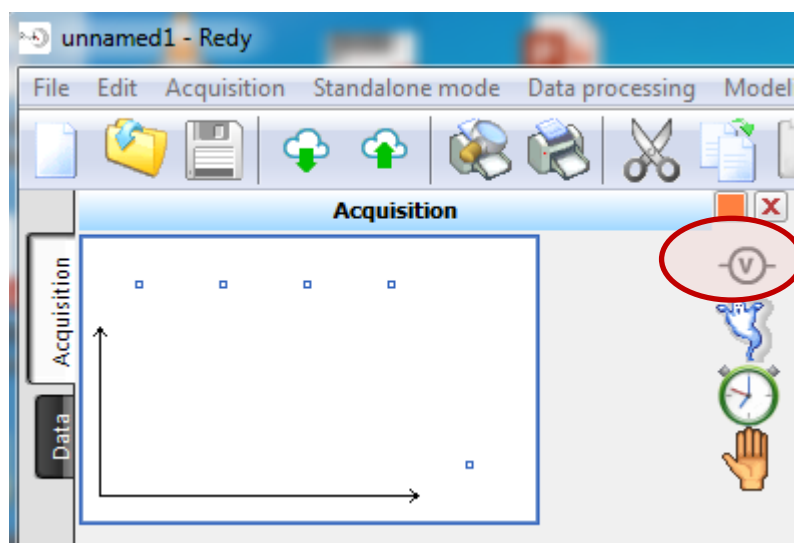 unnamed1 - Redy
File Edit Acquisition Standalone mode Data processing Model
Acquisition
V
Acquisition
Data